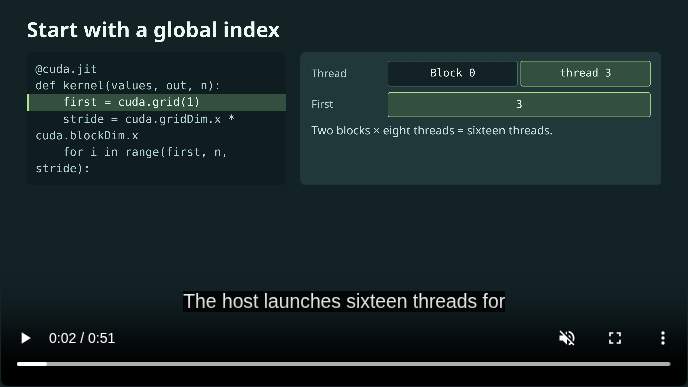 Start with a global index
@cuda.jit
def kernel(values, out, n):
    first = cuda.grid(1)
    stride = cuda.gridDim.x *
cuda.blockDim.x
    for i in range(first, n,
stride):
Thread Block 0 thread 3
First 3
Two blocks × eight threads = sixteen threads.
The host launches sixteen threads for
0:02 / 0:51